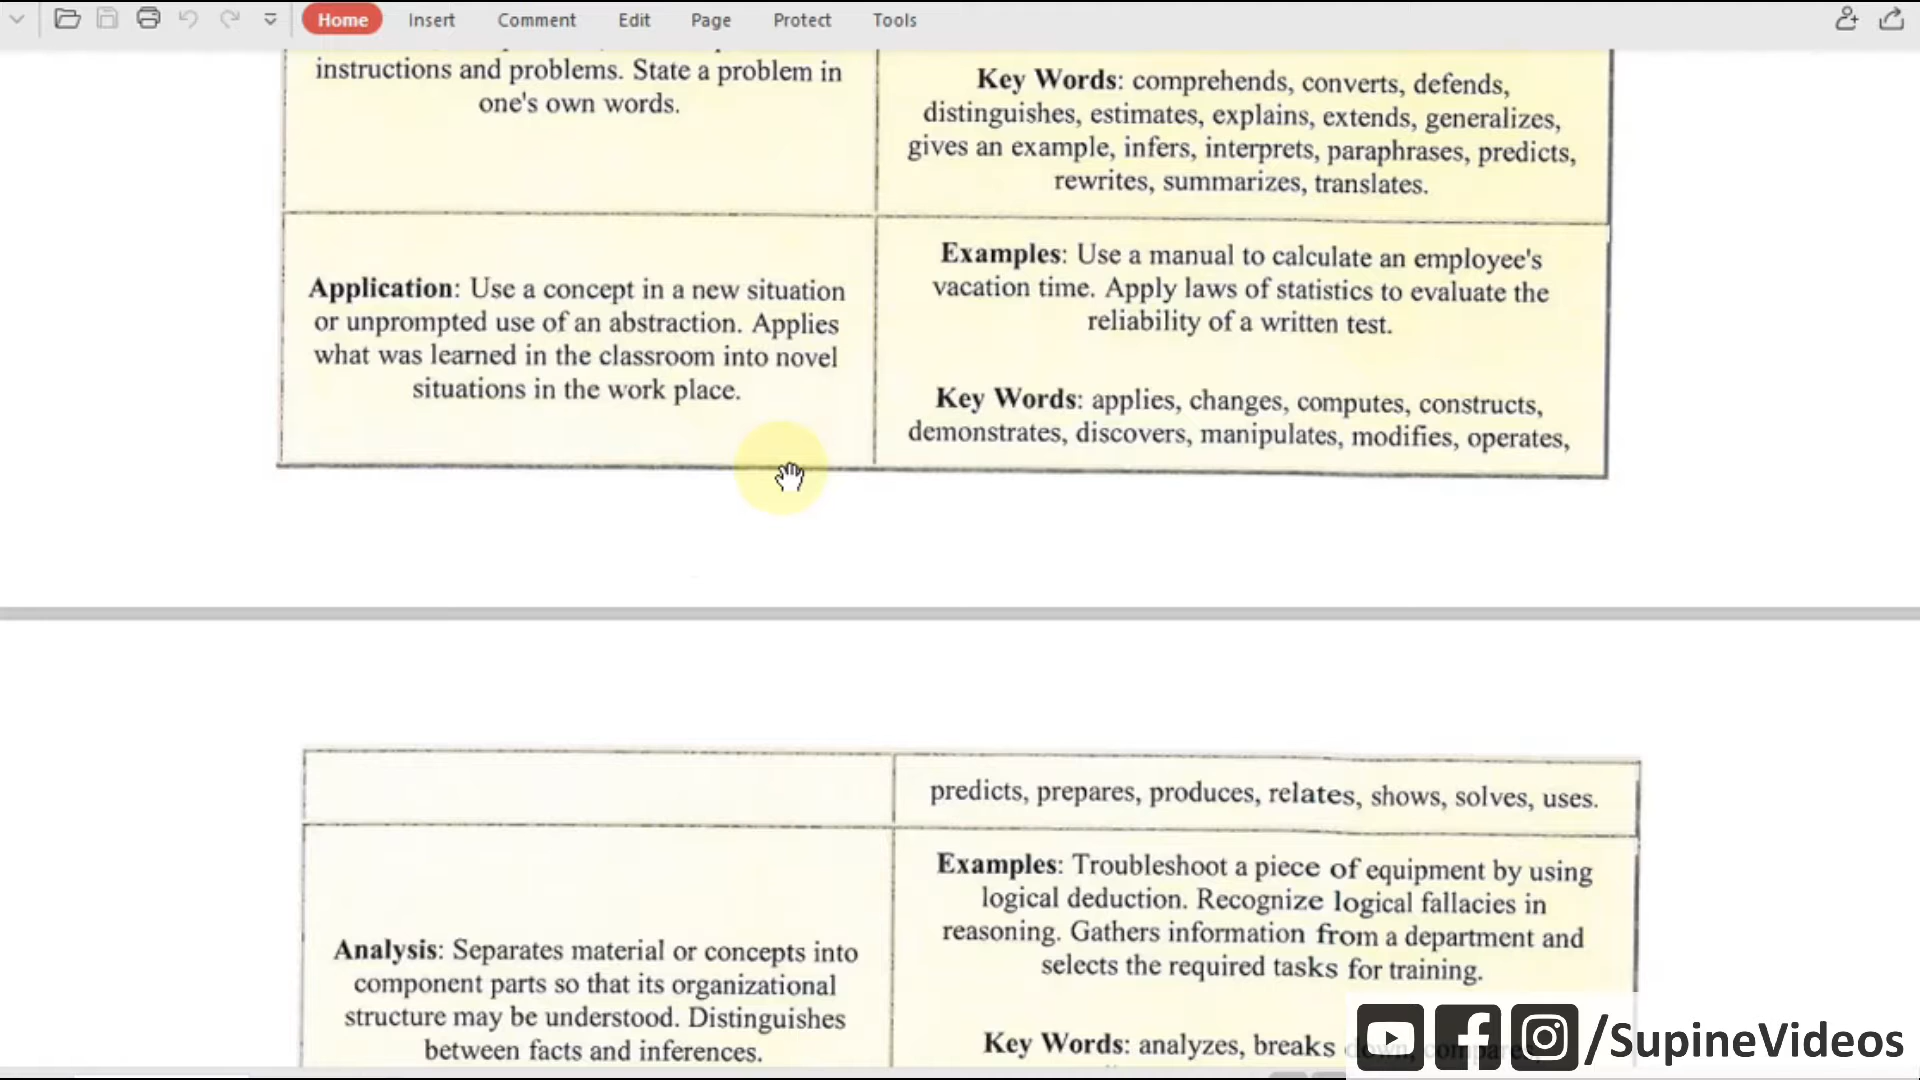 Home Insert Comment Edit Page Protect Tools
instructions and problems. State a problem in
one's own words.
Key Words: comprehends, converts, defends,
distinguishes, estimates, explains, extends, generalizes,
gives an example, infers, interprets, paraphrases, predicts,
rewrites, summarizes, translates.
Application: Use a concept in a new situation
or unprompted use of an abstraction. Applies
what was learned in the classroom into novel
situations in the work place.
Examples: Use a manual to calculate an employee's
vacation time. Apply laws of statistics to evaluate the
reliability of a written test.
Key Words: applies, changes, computes, constructs,
demonstrates, discovers, manipulates, modifies, operates,
predicts, prepares, produces, relates, shows, solves, uses.
Analysis: Separates material or concepts into
component parts so that its organizational
structure may be understood. Distinguishes
between facts and inferences.
Examples: Troubleshoot a piece of equipment by using
logical deduction. Recognize logical fallacies in
reasoning. Gathers information from a department and
selects the required tasks for training.
Key Words: analyzes, breaks down,
/SupineVideos